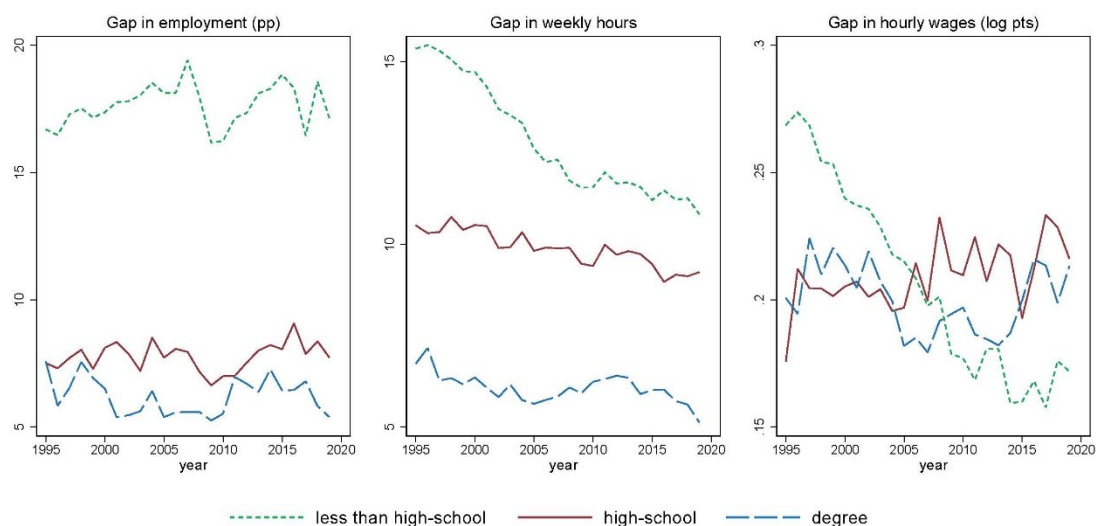 Gap in employment (pp)
20
15
10
5
1995 2000 2005 2010 2015 2020
year
Gap in weekly hours
15
10
5
1995 2000 2005 2010 2015 2020
year
Gap in hourly wages (log pts)
.3
.25
.2
.15
1995 2000 2005 2010 2015 2020
year
less than high-school high-school degree